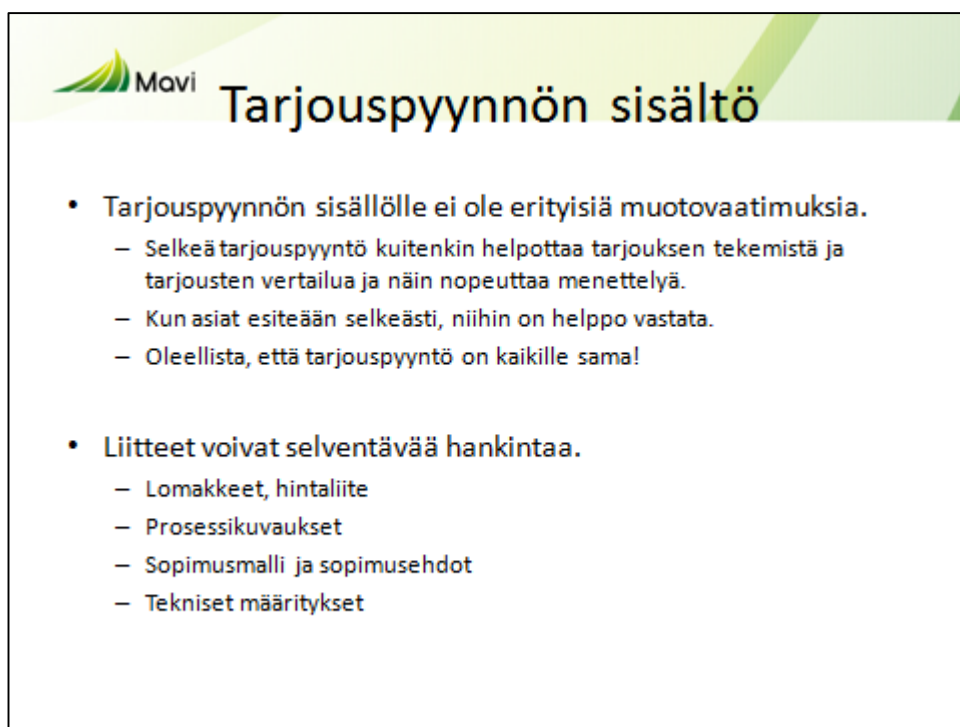 Mavi
Tarjouspyynnön sisältö
• Tarjouspyynnön sisällölle ei ole erityisiä muotovaatimuksia.
– Selkeä tarjouspyyntö kuitenkin helpottaa tarjouksen tekemistä ja
tarjousten vertailua ja näin nopeuttaa menettelyä.
– Kun asiat esiteään selkeästi, niihin on helppo vastata.
– Oleellista, että tarjouspyyntö on kaikille sama!
• Liitteet voivat selventävää hankintaa.
– Lomakkeet, hintaliite
– Prosessikuvaukset
– Sopimusmalli ja sopimusehdot
– Tekniset määritykset